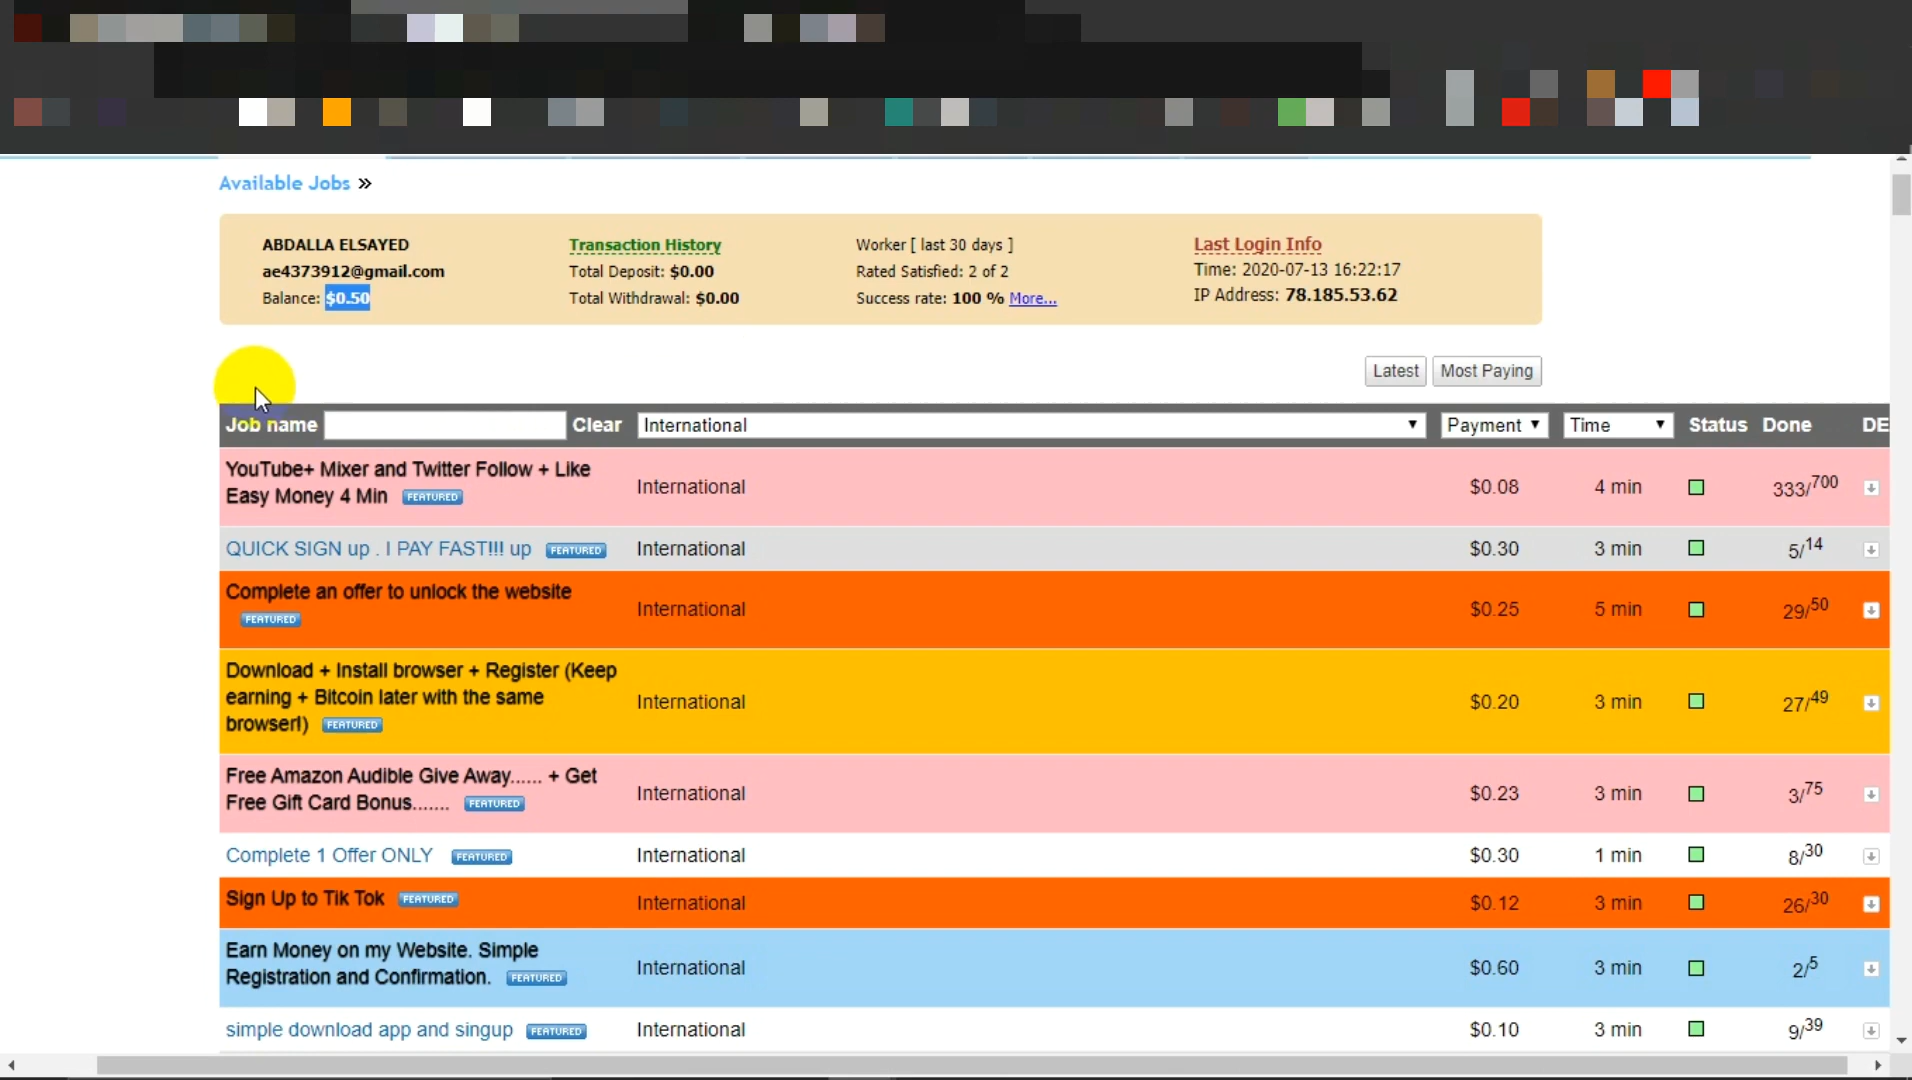 Available Jobs »
ABDALLA ELSAYED
ae4373912@gmail.com
Balance: $0.50
Transaction History
Total Deposit: $0.00
Total Withdrawal: $0.00
Worker [ last 30 days ]
Rated Satisfied: 2 of 2
Success rate: 100 % More...
Last Login Info
Time: 2020-07-13 16:22:17
IP Address: 78.185.53.62
Latest Most Paying
Job name Clear International Payment Time Status Done DE
YouTube+ Mixer and Twitter Follow + Like
Easy Money 4 Min FEATURED International $0.08 4 min 333/700
QUICK SIGN up . I PAY FAST!!! up FEATURED International $0.30 3 min 5/14
Complete an offer to unlock the website
FEATURED International $0.25 5 min 29/50
Download + Install browser + Register (Keep
earning + Bitcoin later with the same
browser!) FEATURED International $0.20 3 min 27/49
Free Amazon Audible Give Away...... + Get
Free Gift Card Bonus....... FEATURED International $0.23 3 min 3/75
Complete 1 Offer ONLY FEATURED International $0.30 1 min 8/30
Sign Up to Tik Tok FEATURED International $0.12 3 min 26/30
Earn Money on my Website. Simple
Registration and Confirmation. FEATURED International $0.60 3 min 2/5
simple download app and singup FEATURED International $0.10 3 min 9/39